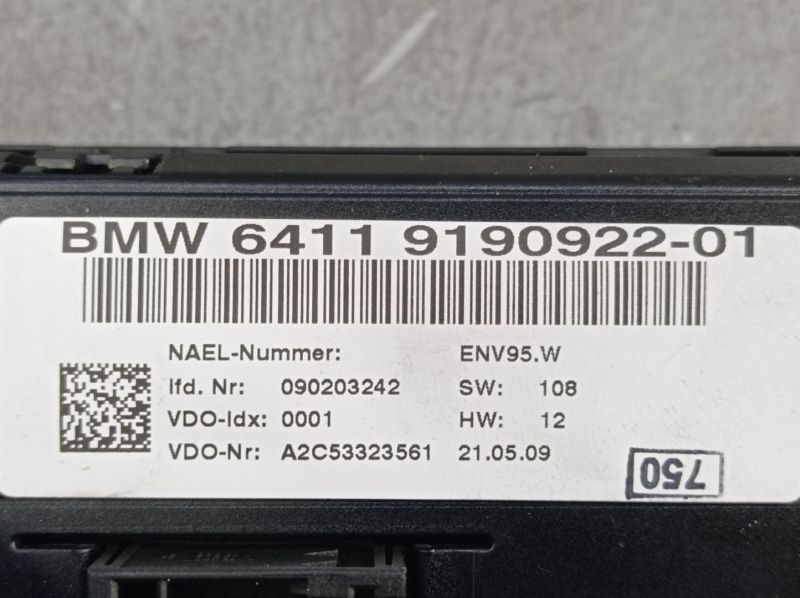 BMW 6411 9190922-01
NAEL-Nummer: ENV95.W
lfd. Nr: 090203242 SW: 108
VDO-Idx: 0001 HW: 12
VDO-Nr: A2C53323561 21.05.09
750